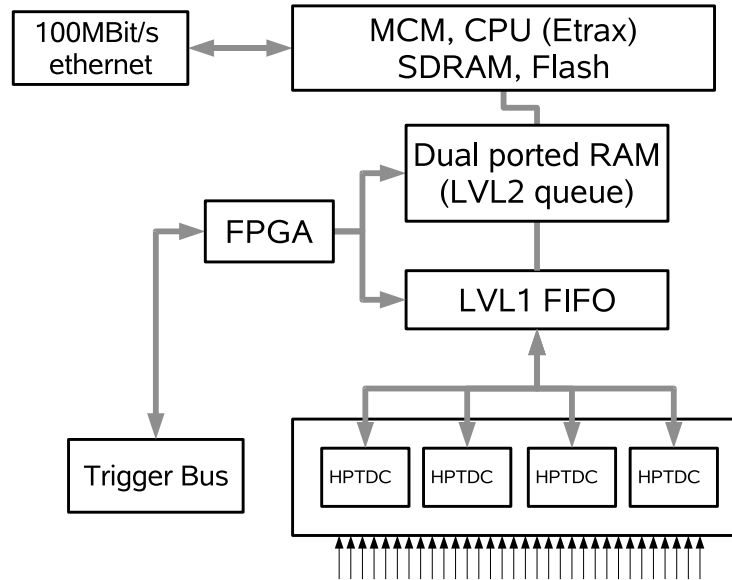 100MBit/s
ethernet
MCM, CPU (Etrax)
SDRAM, Flash
Dual ported RAM
(LVL2 queue)
FPGA
LVL1 FIFO
Trigger Bus
HPTDC
HPTDC
HPTDC
HPTDC